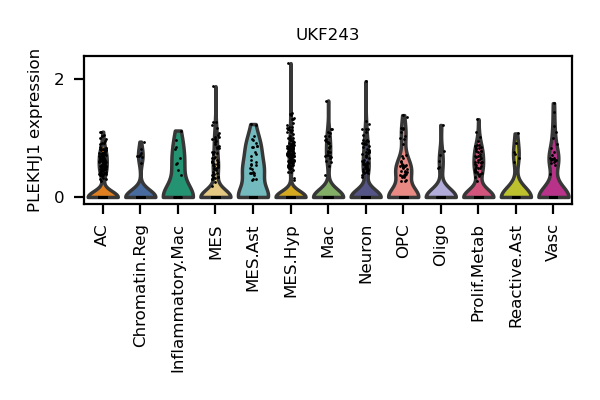 UKF243
PLEKHJ1 expression
2
0
AC
Chromatin.Reg
Inflammatory.Mac
MES
MES.Ast
MES.Hyp
Mac
Neuron
OPC
Oligo
Prolif.Metab
Reactive.Ast
Vasc